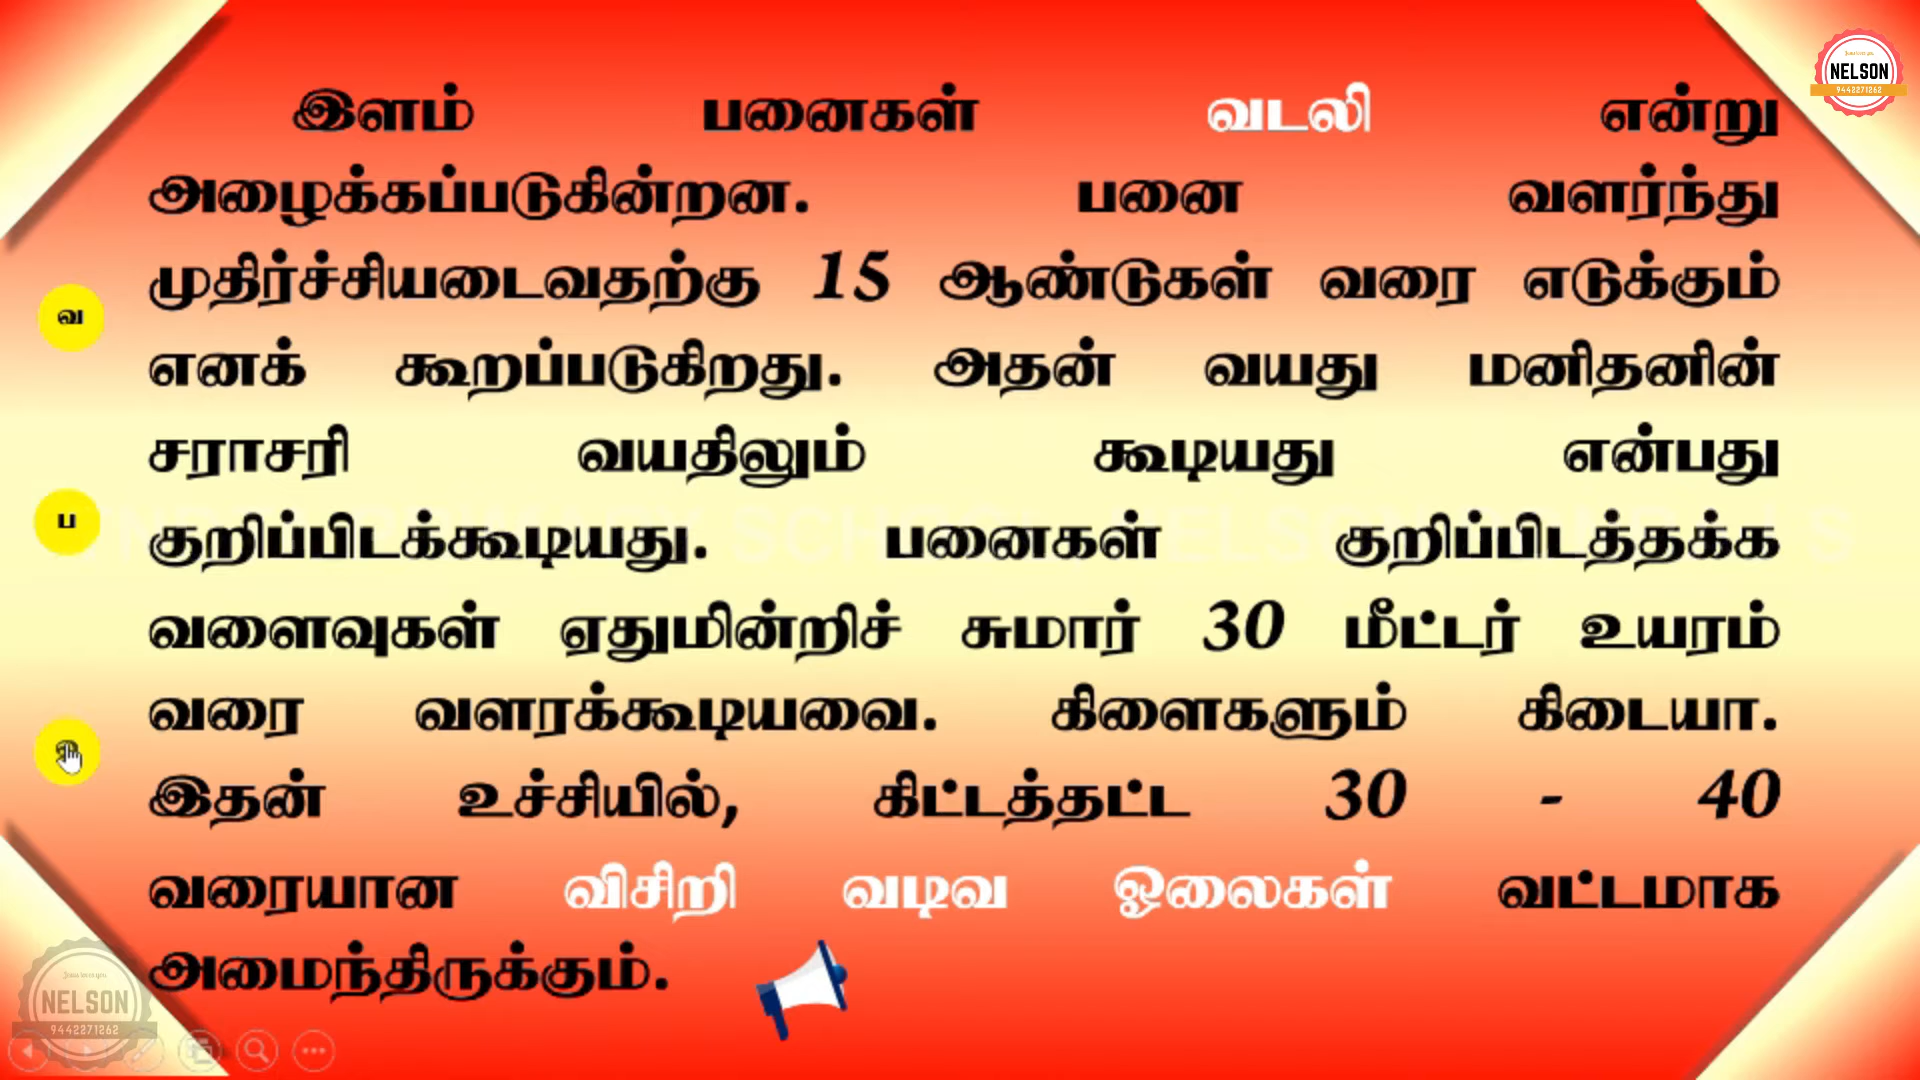 NELSON
9442271262
இளம் பனைகள் வடலி என்று
அழைக்கப்படுகின்றன. பனை வளர்ந்து
முதிர்ச்சியடைவதற்கு 15 ஆண்டுகள் வரை எடுக்கும்
வ
எனக் கூறப்படுகிறது. அதன் வயது மனிதனின்
சராசரி வயதிலும் கூடியது என்பது
ப
குறிப்பிடக்கூடியது. பனைகள் குறிப்பிடத்தக்க
வளைவுகள் ஏதுமின்றிச் சுமார் 30 மீட்டர் உயரம்
வரை வளரக்கூடியவை. கிளைகளும் கிடையா.
இதன் உச்சியில், கிட்டத்தட்ட 30 - 40
வரையான விசிறி வடிவ ஓலைகள் வட்டமாக
அமைந்திருக்கும்.
NELSON
9442271262